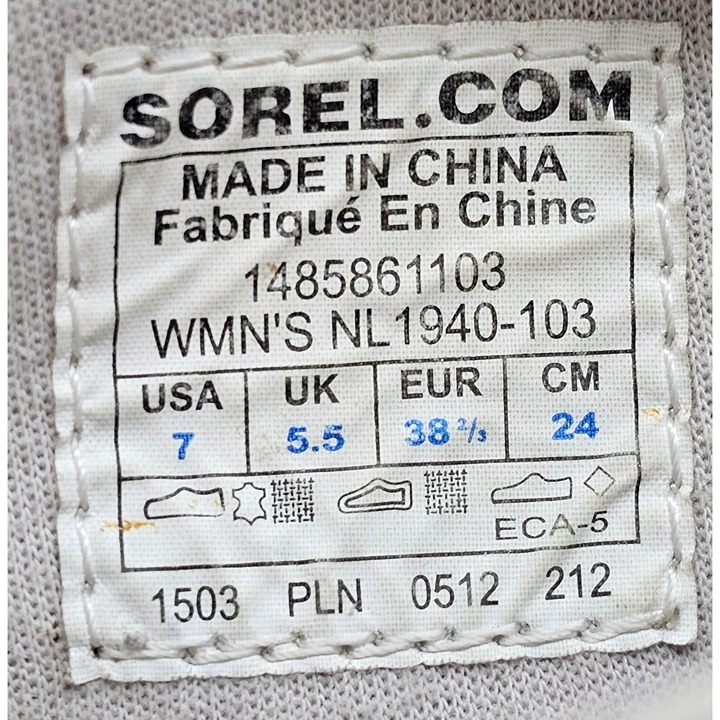 SOREL.COM
MADE IN CHINA
Fabriqué En Chine
1485861103
WMN'S NL1940-103
USA UK EUR CM
7 5.5 38 2/3 24
ECA-5
1503 PLN 0512 212